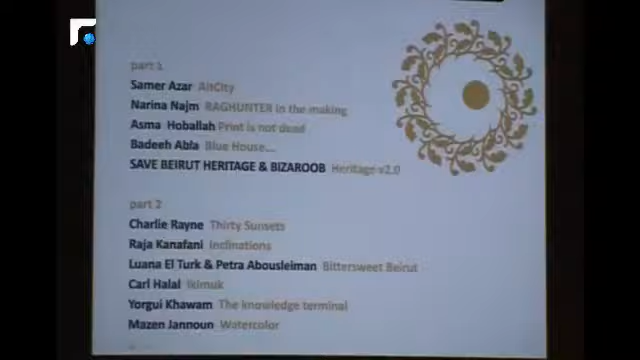 part 1
Samer Azar AltCity
Narina Najm RAGHUNTER in the making
Asma Hoballah Print is not dead
Badeeh Abla Blue House...
SAVE BEIRUT HERITAGE & BIZAROOB Heritage v2.0
part 2
Charlie Rayne Thirty Sunsets
Raja Kanafani Inclinations
Luana El Turk & Petra Abousleiman Bittersweet Beirut
Carl Halal Ikimuk
Yorgui Khawam The knowledge terminal
Mazen Jannoun Watercolor